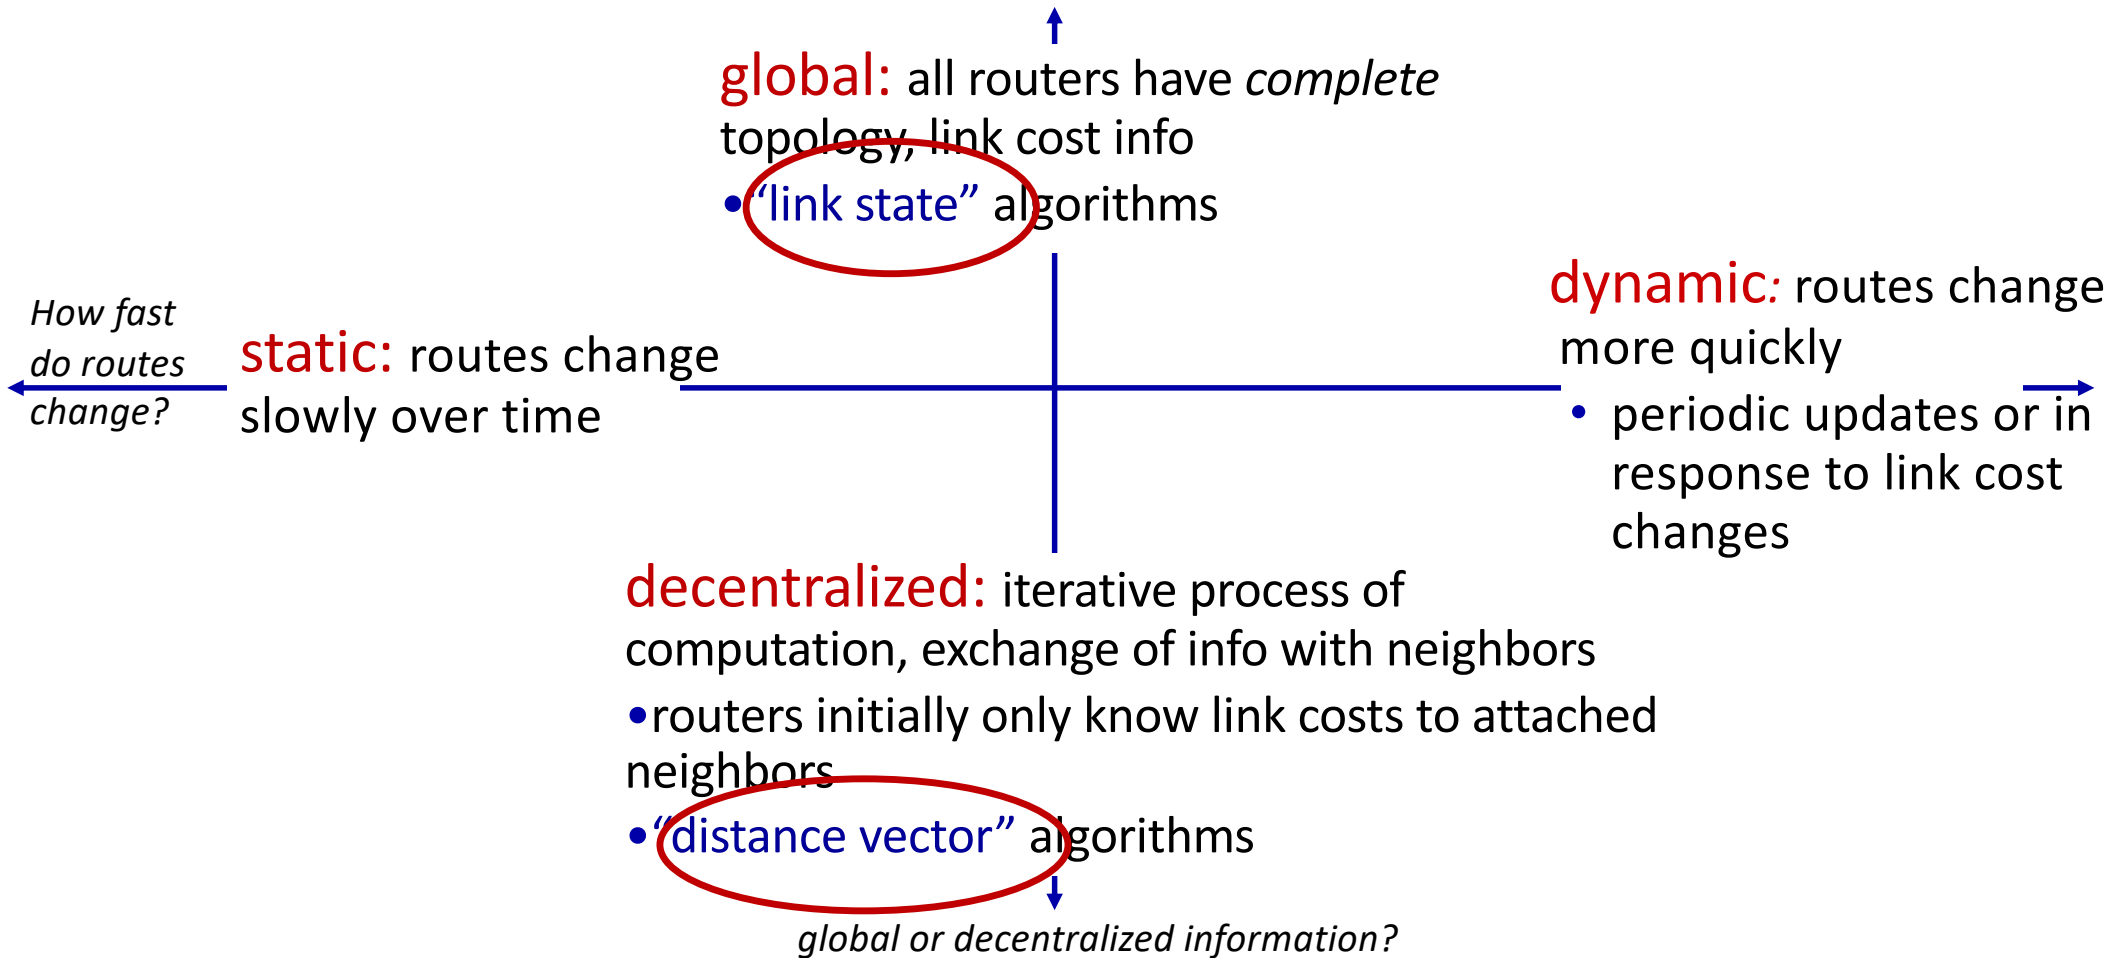 global: all routers have complete
topology, link cost info
•“link state” algorithms
How fast
do routes
change?
static: routes change
slowly over time
dynamic: routes change
more quickly
• periodic updates or in
response to link cost
changes
decentralized: iterative process of
computation, exchange of info with neighbors
•routers initially only know link costs to attached
neighbors
•“distance vector” algorithms
global or decentralized information?